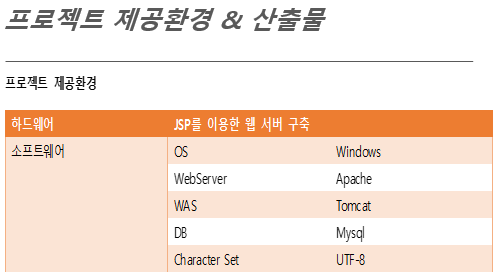 프로젝트 제공환경 & 산출물
프로젝트 제공환경
하드웨어 JSP를 이용한 웹 서버 구축
소프트웨어 OS Windows
WebServer Apache
WAS Tomcat
DB Mysql
Character Set UTF-8